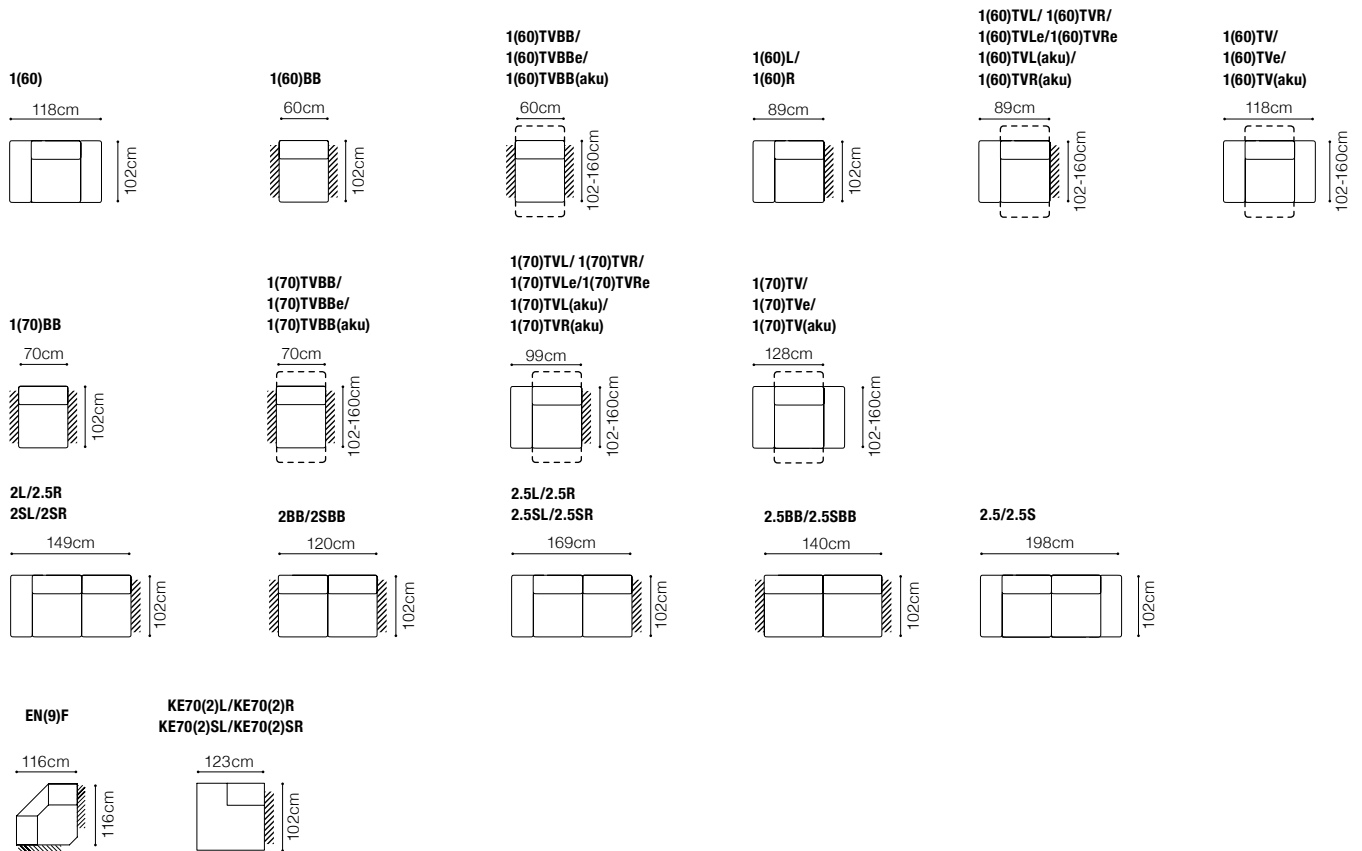 1(60)
118cm
102cm
1(60)BB
60cm
102cm
1(60)TVBB/
1(60)TVBBe/
1(60)TVBB(aku)
60cm
102-160cm
1(60)L/
1(60)R
89cm
102cm
1(60)TVL/ 1(60)TVR/
1(60)TVLe/1(60)TVRe
1(60)TVL(aku)/
1(60)TVR(aku)
89cm
102-160cm
1(60)TV/
1(60)TVe/
1(60)TV(aku)
118cm
102-160cm
1(70)BB
70cm
102cm
1(70)TVBB/
1(70)TVBBe/
1(70)TVBB(aku)
70cm
102-160cm
1(70)TVL/ 1(70)TVR/
1(70)TVLe/1(70)TVRe
1(70)TVL(aku)/
1(70)TVR(aku)
99cm
102-160cm
1(70)TV/
1(70)TVe/
1(70)TV(aku)
128cm
102-160cm
2L/2.5R
2SL/2SR
149cm
102cm
2BB/2SBB
120cm
102cm
2.5L/2.5R
2.5SL/2.5SR
169cm
102cm
2.5BB/2.5SBB
140cm
102cm
2.5/2.5S
198cm
102cm
EN(9)F
116cm
116cm
KE70(2)L/KE70(2)R
KE70(2)SL/KE70(2)SR
123cm
102cm